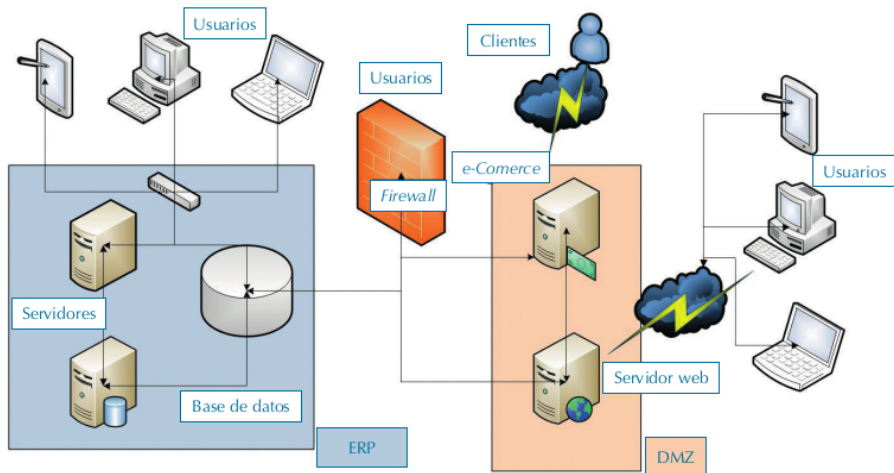 Usuarios
Clientes
Usuarios
e-Comerce
Firewall
Usuarios
Servidores
Base de datos
Servidor web
ERP
DMZ